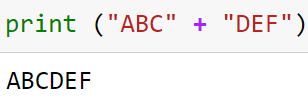 print ("ABC" + "DEF")
ABCDEF